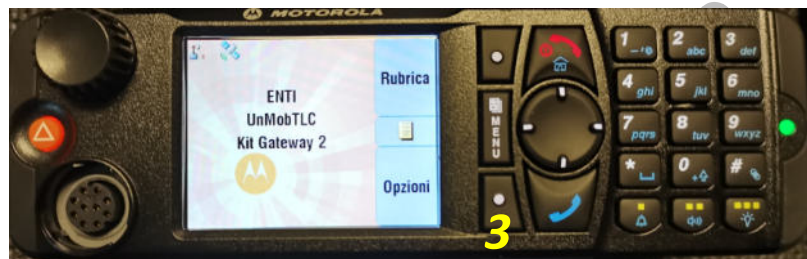 MOTOROLA
ENTI
UnMobTLC
Kit Gateway 2
Rubrica
Opzioni
MENU
1
2 abc
3 def
4 ghi
5 jkl
6 mno
7 pqrs
8 tuv
9 wxyz
*
0
#
3